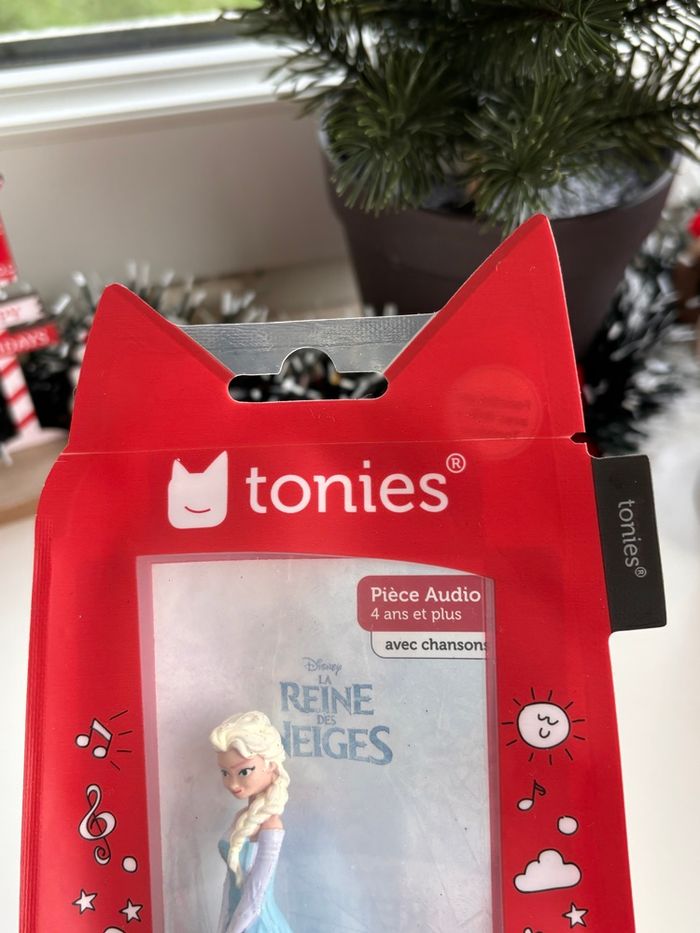 tonies®
tonies®
Pièce Audio
4 ans et plus
avec chansons
Disney
LA
REINE
DES
NEIGES